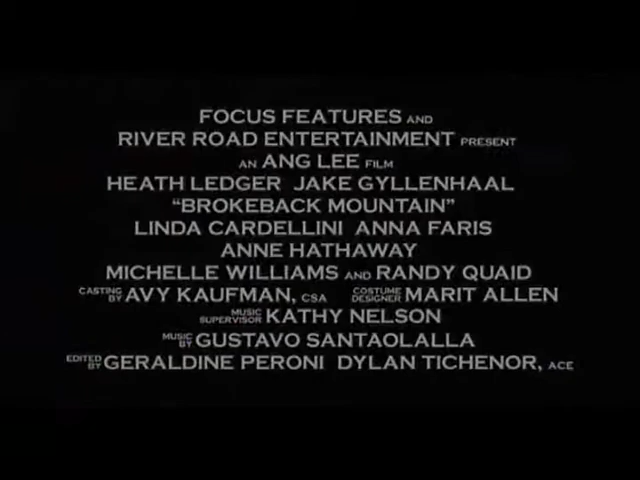 FOCUS FEATURES AND
RIVER ROAD ENTERTAINMENT PRESENT
AN ANG LEE FILM
HEATH LEDGER JAKE GYLLENHAAL
"BROKEBACK MOUNTAIN"
LINDA CARDELLINI ANNA FARIS
ANNE HATHAWAY
MICHELLE WILLIAMS AND RANDY QUAID
CASTING BY AVY KAUFMAN, CSA COSTUME DESIGNER MARIT ALLEN
MUSIC SUPERVISOR KATHY NELSON
MUSIC BY GUSTAVO SANTAOLALLA
EDITED BY GERALDINE PERONI DYLAN TICHENOR, ACE